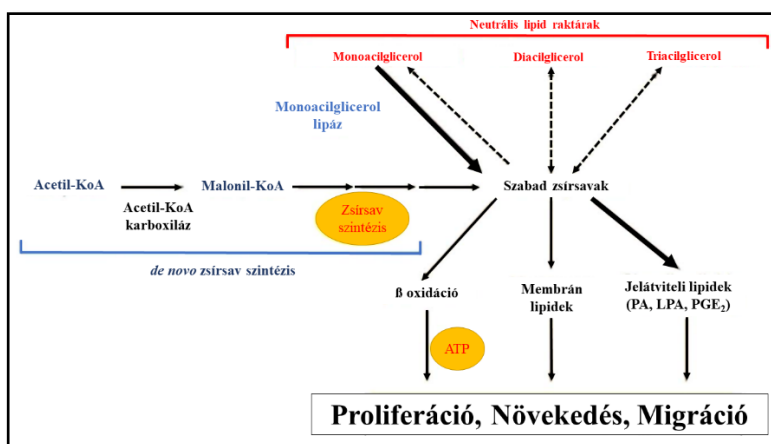 Neutrális lipid raktárak
Monoacilglicerol
Diacilglicerol
Triacilglicerol
Monoacilglicerol
lipáz
Acetil-KoA
Malonil-KoA
Szabad zsírsavak
Acetil-KoA
karboxiláz
Zsírsav
szintézis
de novo zsírsav szintézis
ß oxidáció
Membrán
lipidek
Jelátviteli lipidek
(PA, LPA, PGE₂)
ATP
Proliferáció, Növekedés, Migráció